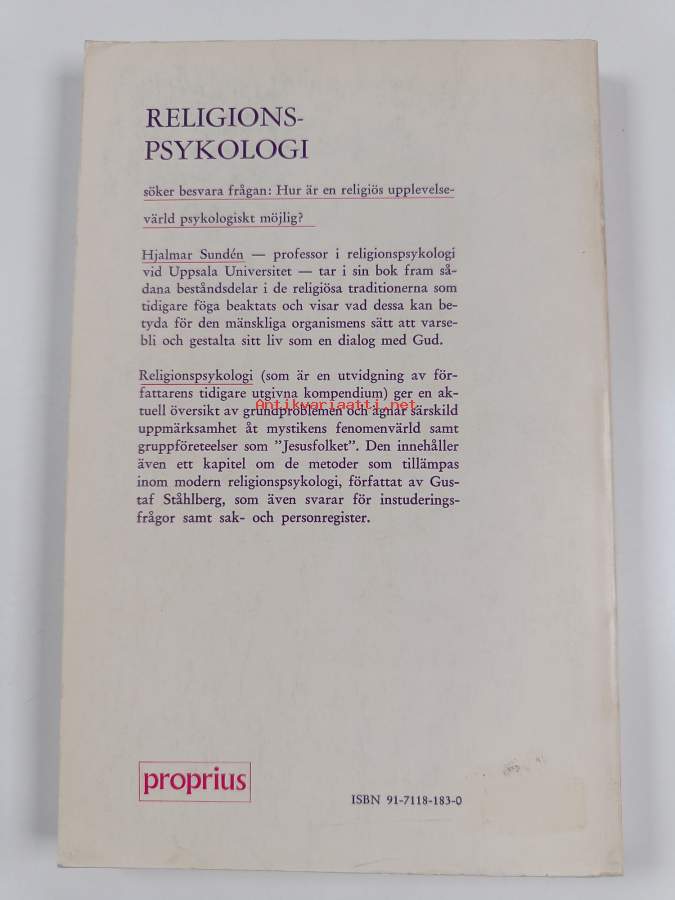 RELIGIONS-
PSYKOLOGI
söker besvara frågan: Hur är en religiös upplevelse-
värld psykologiskt möjlig?
Hjalmar Sundén — professor i religionspsykologi
vid Uppsala Universitet — tar i sin bok fram så-
dana beståndsdelar i de religiösa traditionerna som
tidigare föga beaktats och visar vad dessa kan be-
tyda för den mänskliga organismens sätt att varse-
bli och gestalta sitt liv som en dialog med Gud.
Religionspsykologi (som är en utvidgning av för-
fattarens tidigare utgivna kompendium) ger en ak-
tuell översikt av grundproblemen och ägnar särskild
Antikvariaatti.net
uppmärksamhet åt mystikens fenomenvärld samt
gruppföreteelser som ”Jesusfolket”. Den innehåller
även ett kapitel om de metoder som tillämpas
inom modern religionspsykologi, författat av Gus-
taf Ståhlberg, som även svarar för instuderings-
frågor samt sak- och personregister.
proprius
ISBN 91-7118-183-0